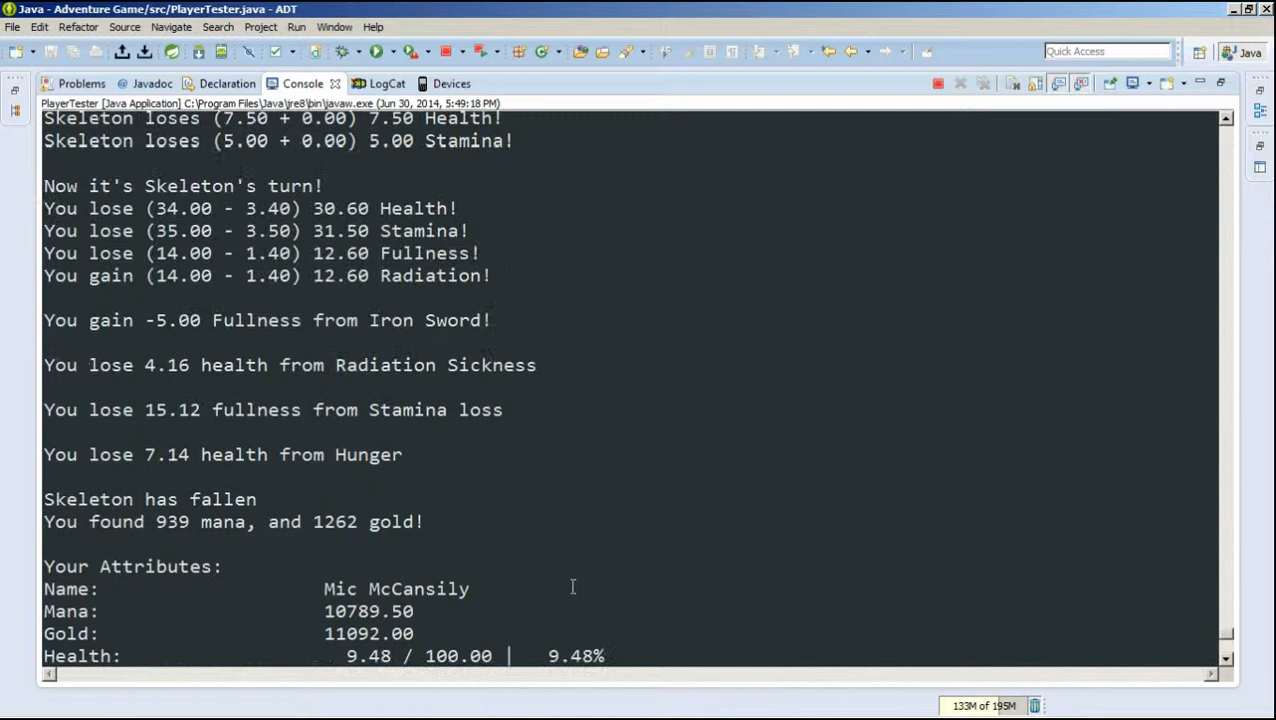 Java - Adventure Game/src/PlayerTester.java - ADT
File Edit Refactor Source Navigate Search Project Run Window Help
Quick Access
Java
Problems @ Javadoc Declaration Console LogCat Devices
PlayerTester [Java Application] C:\Program Files\Java\jre8\bin\javaw.exe (Jun 30, 2014, 5:49:18 PM)
Skeleton loses (7.50 + 0.00) 7.50 Health!
Skeleton loses (5.00 + 0.00) 5.00 Stamina!
Now it's Skeleton's turn!
You lose (34.00 - 3.40) 30.60 Health!
You lose (35.00 - 3.50) 31.50 Stamina!
You lose (14.00 - 1.40) 12.60 Fullness!
You gain (14.00 - 1.40) 12.60 Radiation!
You gain -5.00 Fullness from Iron Sword!
You lose 4.16 health from Radiation Sickness
You lose 15.12 fullness from Stamina loss
You lose 7.14 health from Hunger
Skeleton has fallen
You found 939 mana, and 1262 gold!
Your Attributes:
Name: Mic McCansily
Mana: 10789.50
Gold: 11092.00
Health: 9.48 / 100.00 | 9.48%
133M of 195M